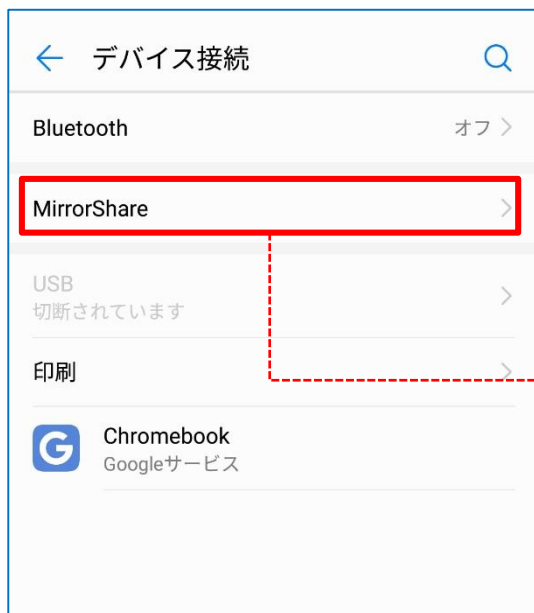 デバイス接続
Bluetooth オフ
MirrorShare
USB
切断されています
印刷
Chromebook
Googleサービス